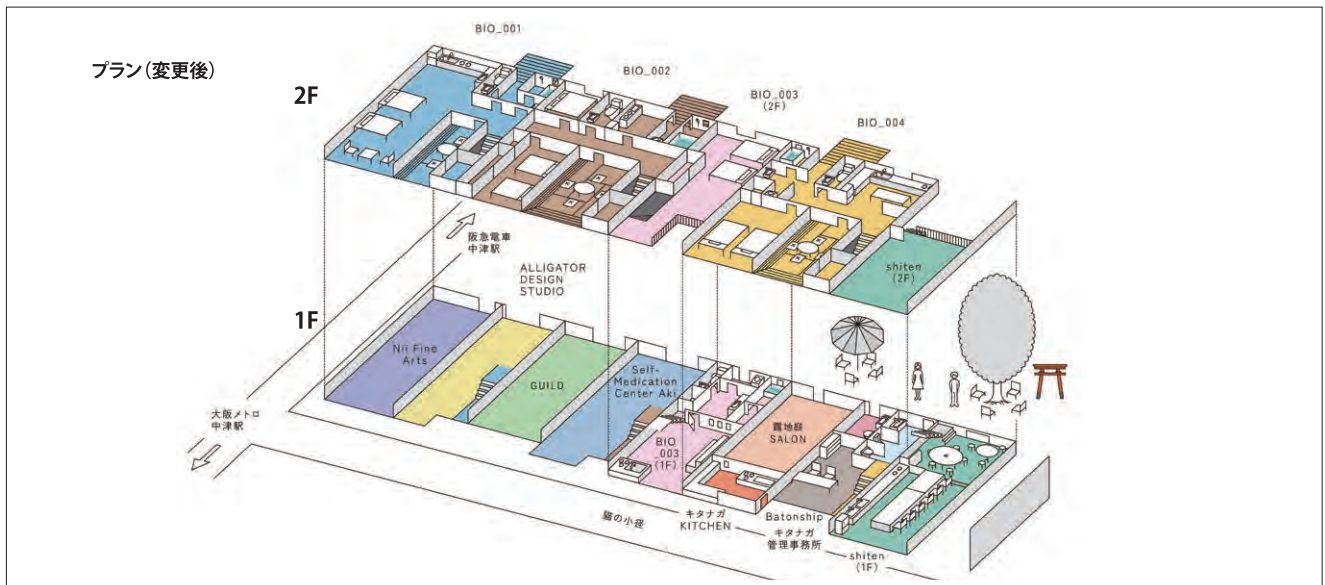 プラン（変更後）
2F
BIO_001
BIO_002
BIO_003
(2F)
BIO_004
shiten
(2F)
阪急電車
中津駅
ALLIGATOR
DESIGN
STUDIO
1F
Nii Fine
Arts
GUILD
Self-
Medication
Center Aki
BIO_
003
(1F)
露地庭
SALON
大阪メトロ
中津駅
猫の小径
キタナガ
KITCHEN
Batonship
キタナガ
管理事務所
shiten
(1F)